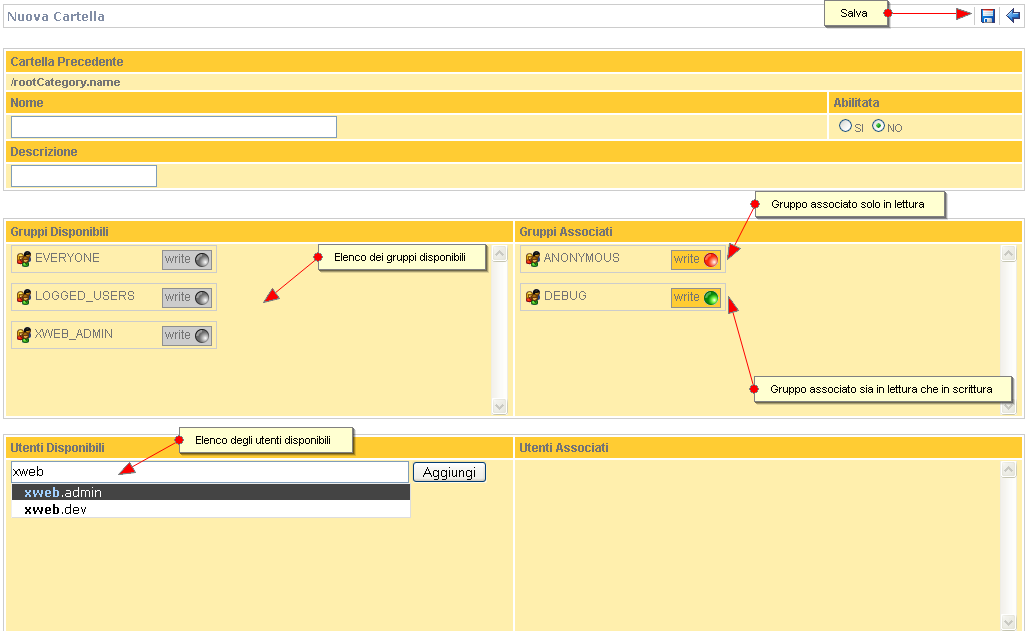 Nuova Cartella
Salva
Cartella Precedente
/rootCategory.name
Nome
Abilitata
SI NO
Descrizione
Gruppo associato solo in lettura
Gruppi Disponibili
Gruppi Associati
EVERYONE write
Elenco dei gruppi disponibili
ANONYMOUS write
LOGGED_USERS write
DEBUG write
XWEB_ADMIN write
Gruppo associato sia in lettura che in scrittura
Elenco degli utenti disponibili
Utenti Disponibili
Utenti Associati
xweb
Aggiungi
xweb.admin
xweb.dev